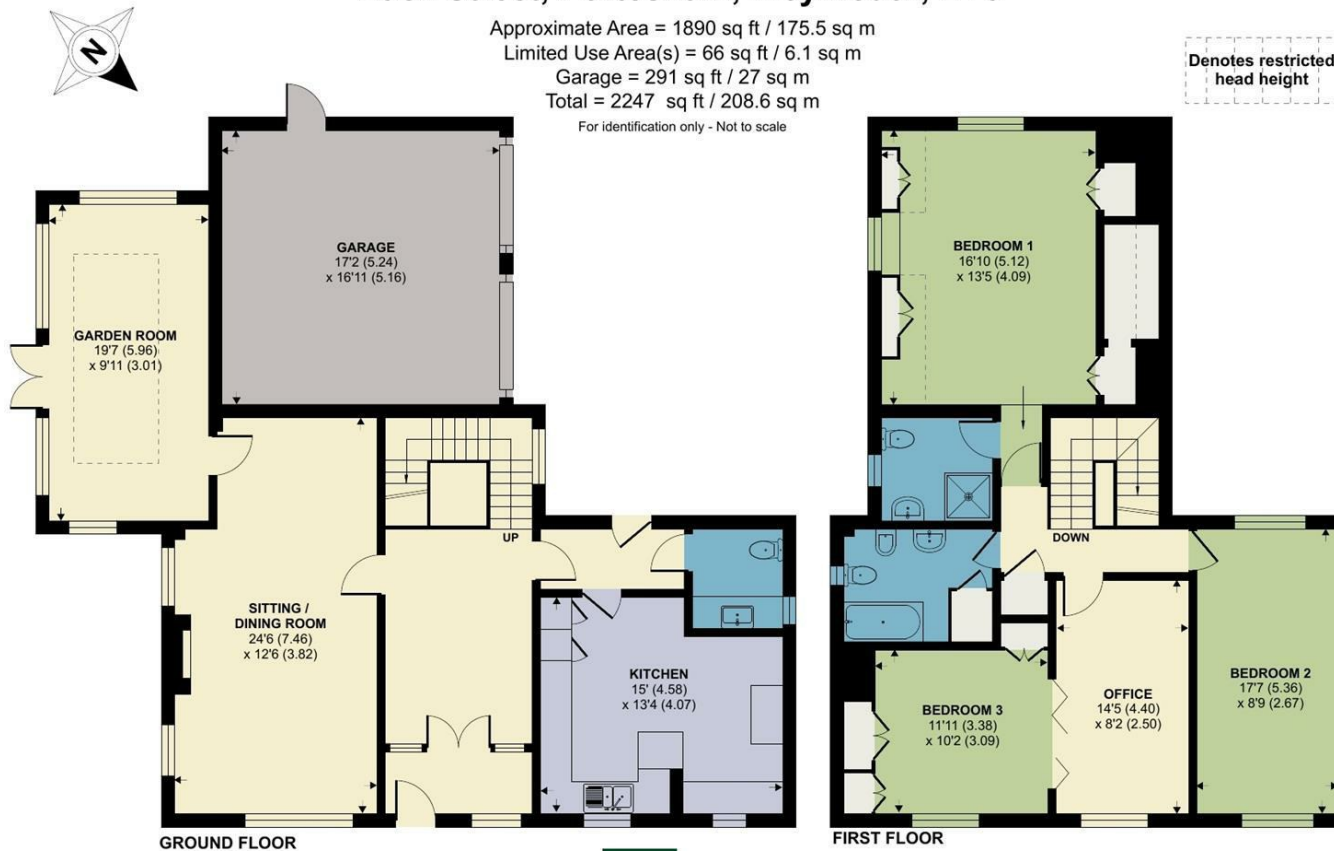 Approximate Area = 1890 sq ft / 175.5 sq m
Limited Use Area(s) = 66 sq ft / 6.1 sq m
Garage = 291 sq ft / 27 sq m
Total = 2247 sq ft / 208.6 sq m
For identification only - Not to scale
Denotes restricted
head height
N
GARAGE
17'2 (5.24)
x 16'11 (5.16)
GARDEN ROOM
19'7 (5.96)
x 9'11 (3.01)
UP
SITTING /
DINING ROOM
24'6 (7.46)
x 12'6 (3.82)
KITCHEN
15' (4.58)
x 13'4 (4.07)
GROUND FLOOR
BEDROOM 1
16'10 (5.12)
x 13'5 (4.09)
DOWN
BEDROOM 3
11'11 (3.38)
x 10'2 (3.09)
OFFICE
14'5 (4.40)
x 8'2 (2.50)
BEDROOM 2
17'7 (5.36)
x 8'9 (2.67)
FIRST FLOOR